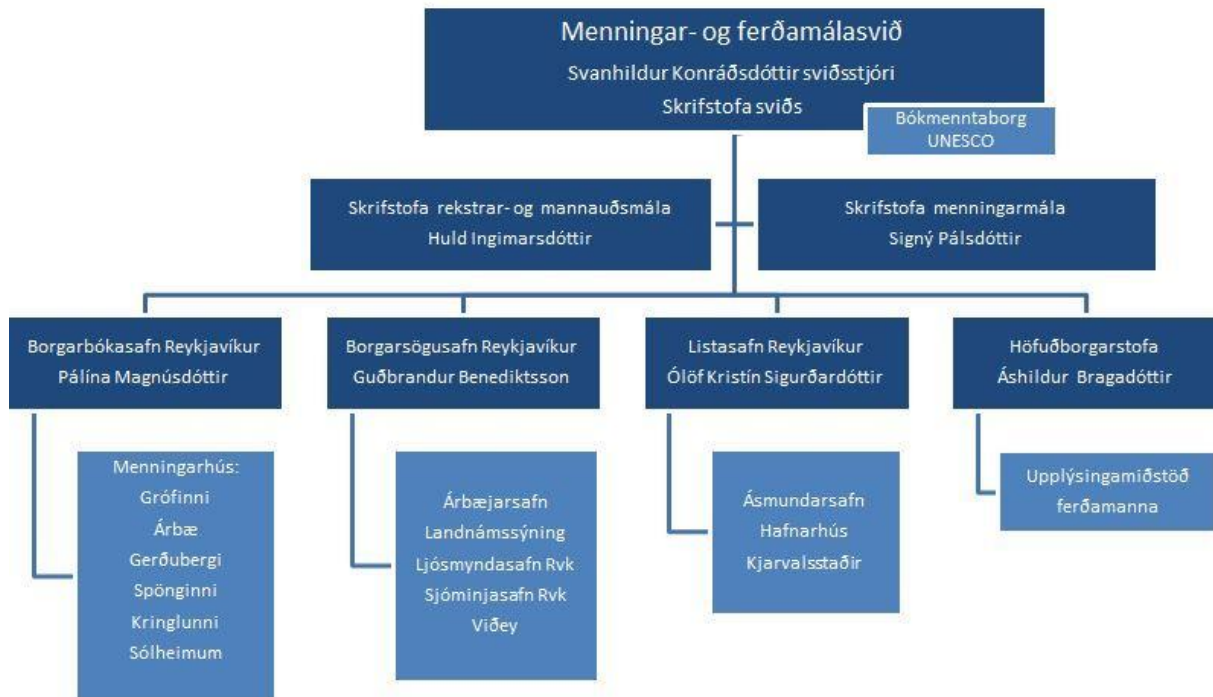 Menningar- og ferðamálasvið
Svanhildur Konráðsdóttir sviðsstjóri
Skrifstofa sviðs
Bókmenntaborg
UNESCO
Skrifstofa rekstrar- og mannauðsmála
Huld Ingimarsdóttir
Skrifstofa menningarmála
Signý Pálsdóttir
Borgarbókasafn Reykjavíkur
Pálína Magnúsdóttir
Borgarsögusafn Reykjavíkur
Guðbrandur Benediktsson
Listasafn Reykjavíkur
Ólöf Kristín Sigurðardóttir
Höfuðborgarstofa
Áshildur Bragadóttir
Menningarhús:
Grófinni
Árbæ
Gerðubergi
Spönginni
Kringlunni
Sólheimum
Árbæjarsafn
Landnámssýning
Ljósmyndasafn Rvk
Sjóminjasafn Rvk
Viðey
Ásmundarsafn
Hafnarhús
Kjarvalsstaðir
Upplýsingamiðstöð
ferðamanna